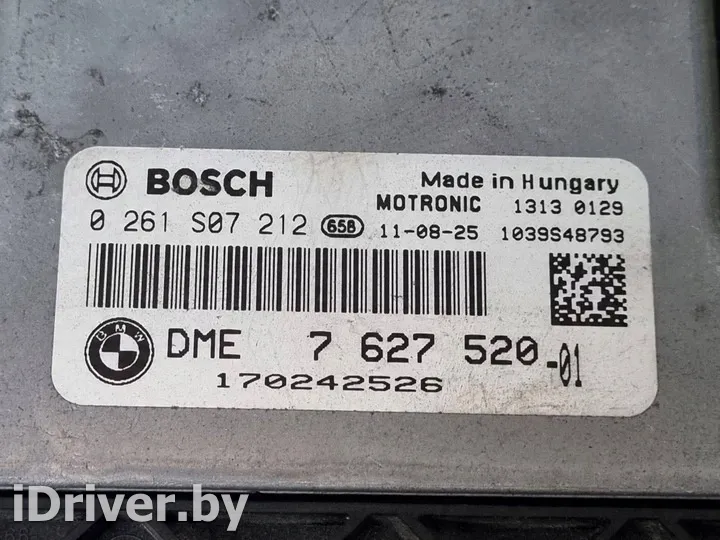 BOSCH Made in Hungary
MOTRONIC 1313 0129
0 261 S07 212 658 11-08-25 1039S48793
BMW DME 7 627 520-01
170242526
iDriver.by